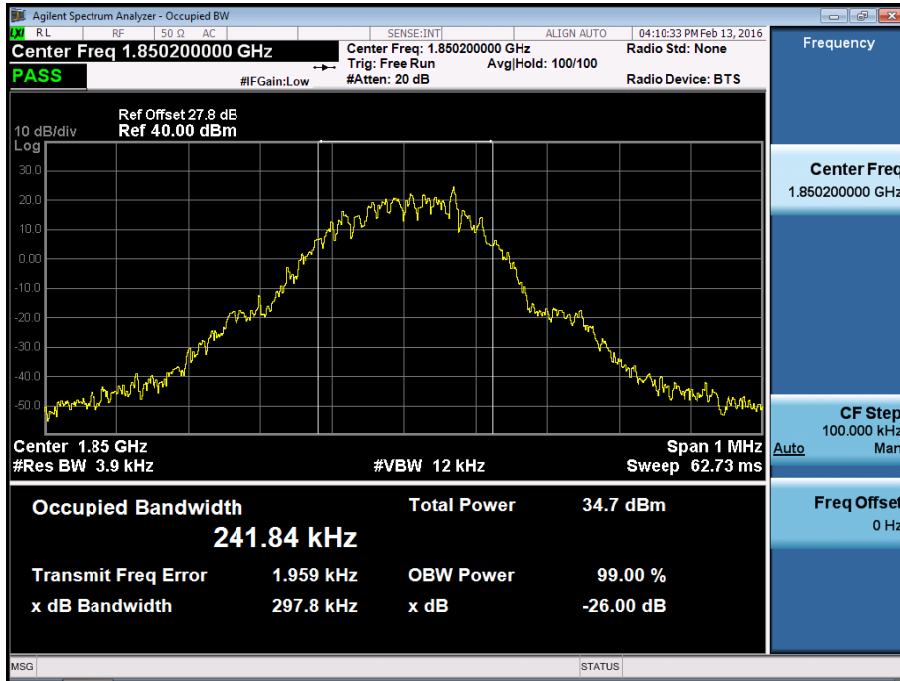 Agilent Spectrum Analyzer - Occupied BW
LXI RL RF 50 Ω AC SENSE:INT ALIGN AUTO 04:10:33 PM Feb 13, 2016
Center Freq 1.850200000 GHz
PASS
#IFGain:Low
Center Freq: 1.850200000 GHz
Trig: Free Run Avg|Hold: 100/100
#Atten: 20 dB
Radio Std: None
Radio Device: BTS
Ref Offset 27.8 dB
10 dB/div Ref 40.00 dBm
Log
30.0
20.0
10.0
0.00
-10.0
-20.0
-30.0
-40.0
-50.0
Center 1.85 GHz Span 1 MHz
#Res BW 3.9 kHz #VBW 12 kHz Sweep 62.73 ms
Occupied Bandwidth Total Power 34.7 dBm
241.84 kHz
Transmit Freq Error 1.959 kHz OBW Power 99.00 %
x dB Bandwidth 297.8 kHz x dB -26.00 dB
MSG STATUS
Frequency
Center Freq
1.850200000 GHz
CF Step
100.000 kHz
Auto Man
Freq Offset
0 Hz